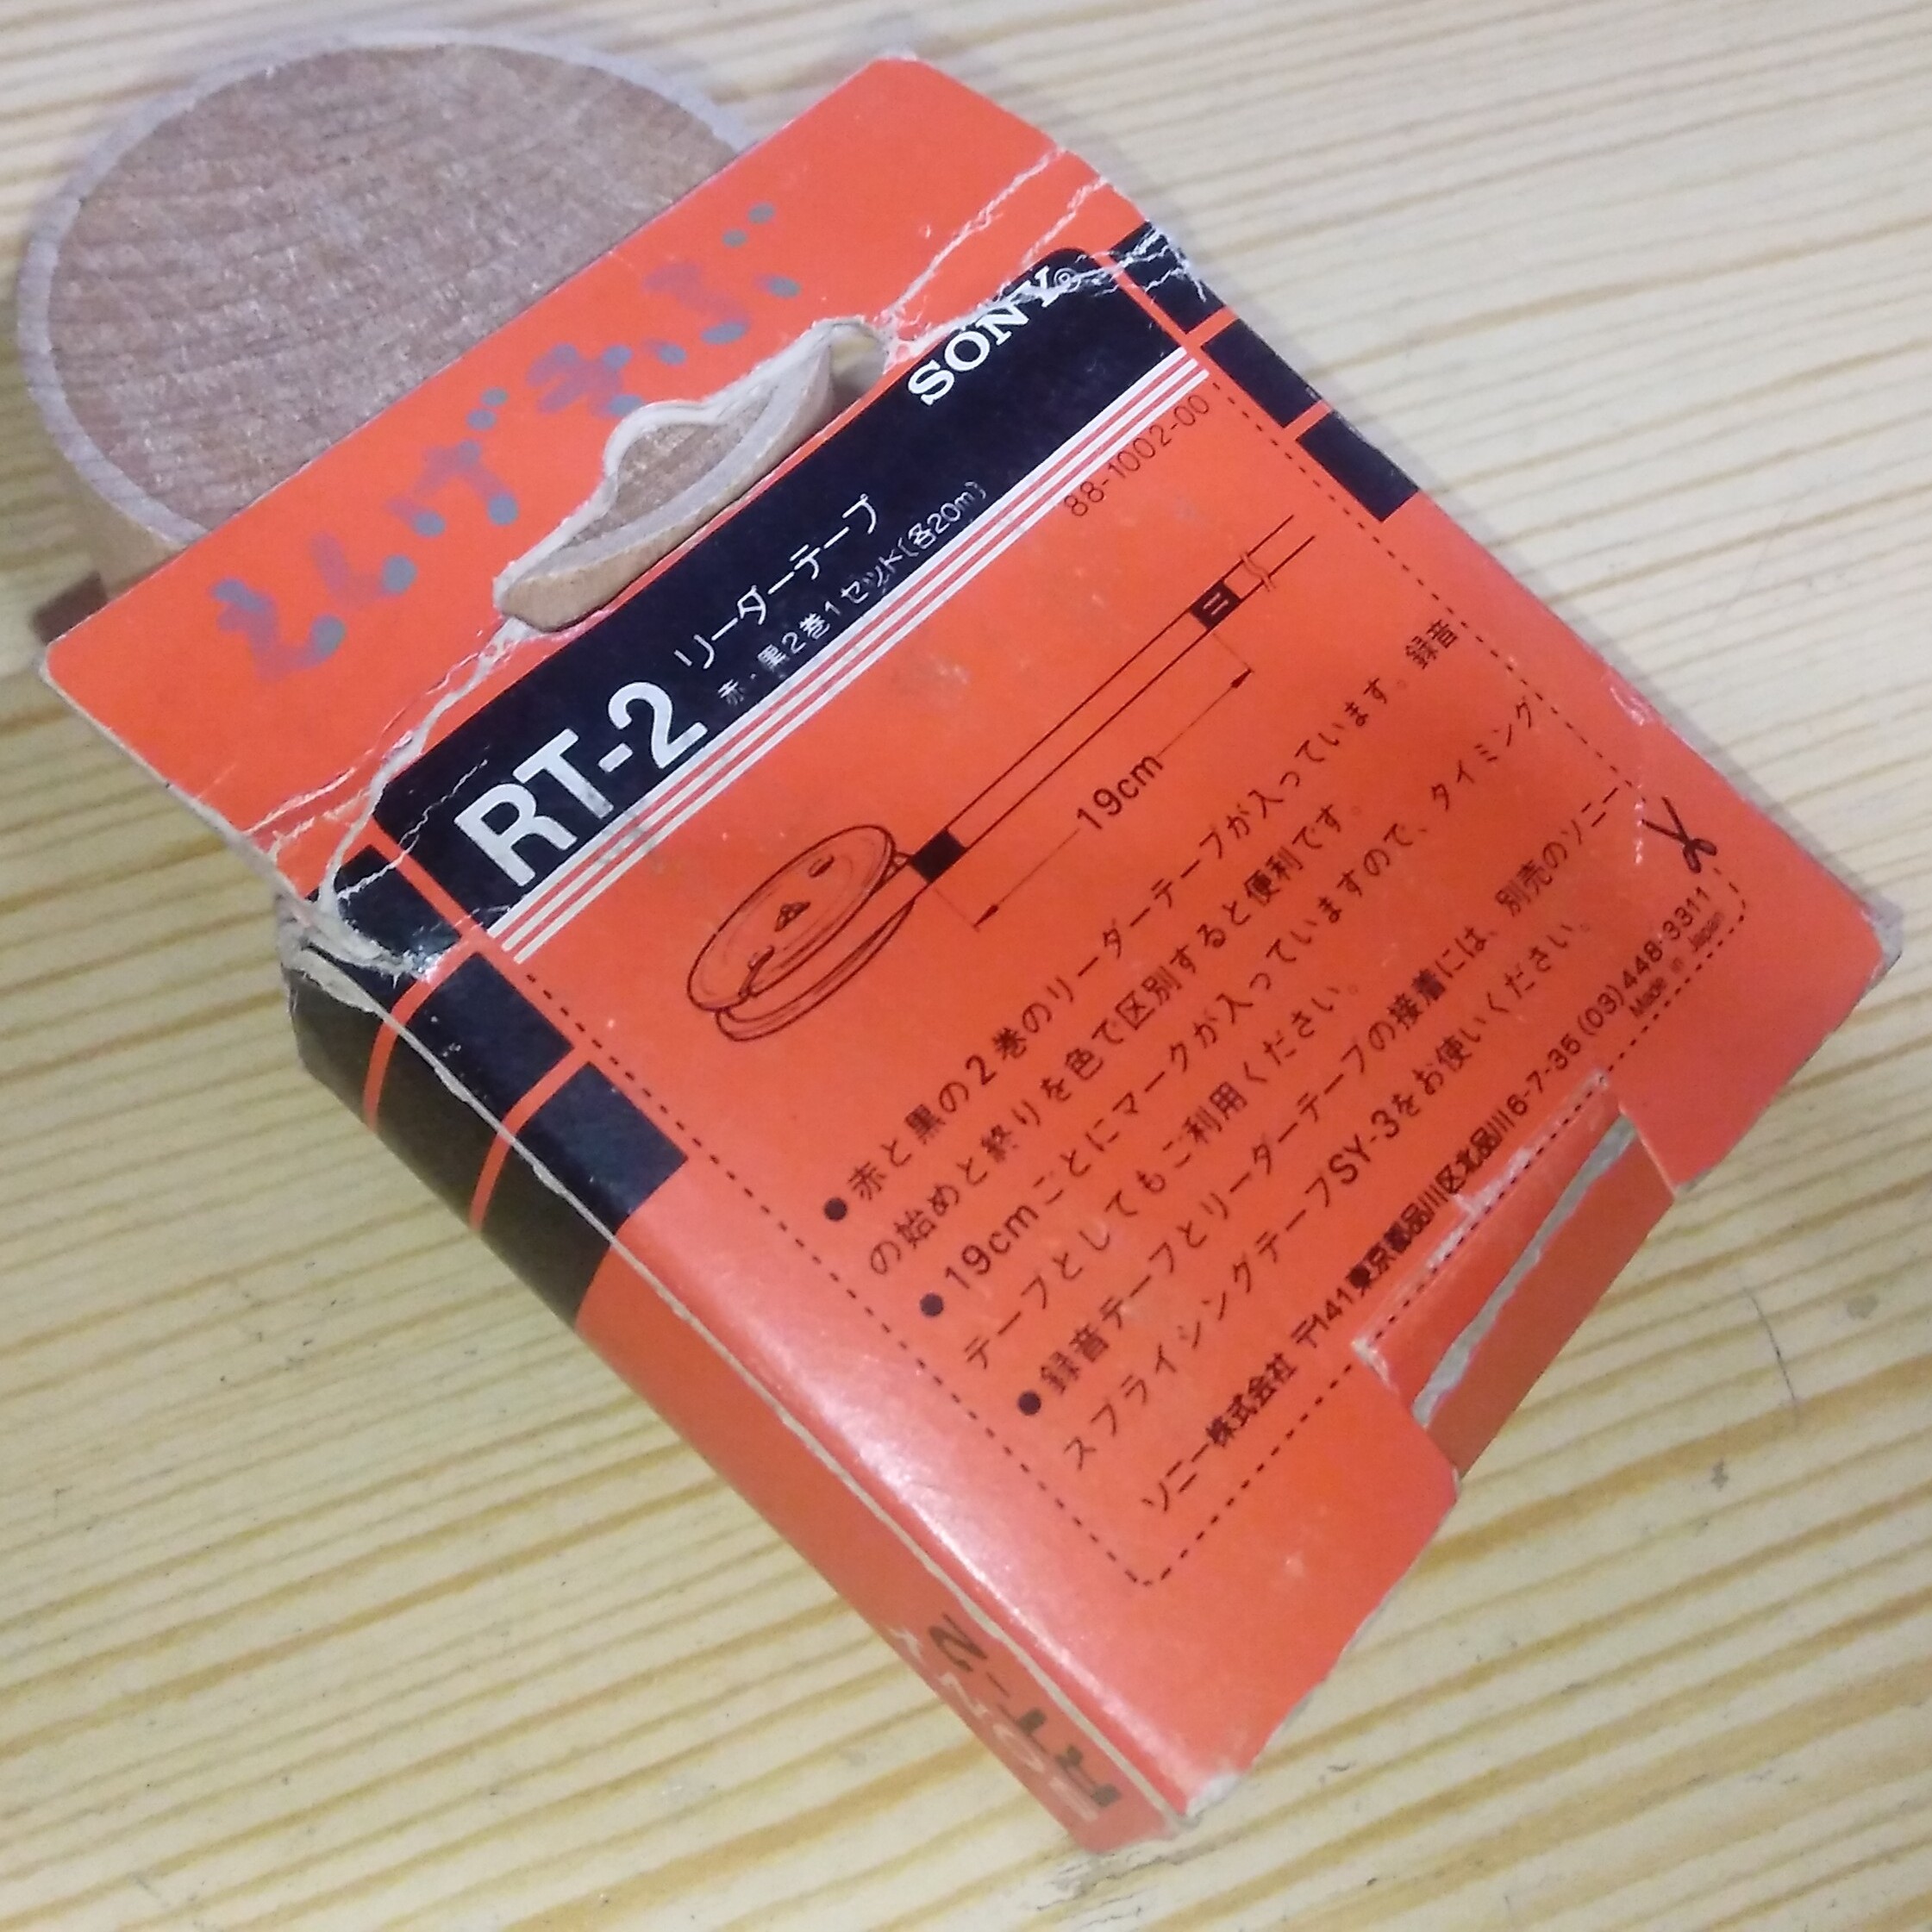 SONY®
RT-2 リーダーテープ
赤・黒2巻1セット(各20m)
88-1002-00
19cm
●赤と黒の2巻のリーダーテープが入っています。録音
の始めと終りを色で区別すると便利です。
●19cmごとにマークが入っていますので、タイミング
テープとしてもご利用ください。
●録音テープとリーダーテープの接着には、別売のソニー
スプライシングテープSY-3をお使いください。
ソニー株式会社 〒141 東京都品川区北品川6-7-35 (03)448-3311
Made in Japan
RT-2
SONY